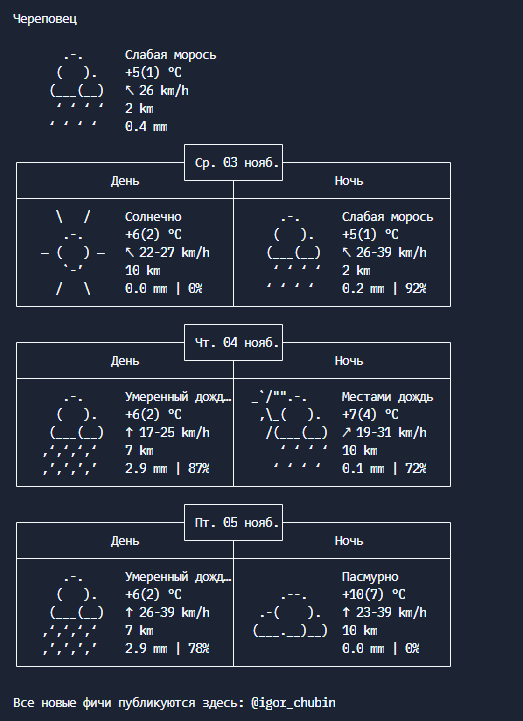 Череповец
Слабая морось
+5(1) °C
↖ 26 km/h
2 km
0.4 mm
Ср. 03 нояб.
День Ночь
Солнечно Слабая морось
+6(2) °C +5(1) °C
↖ 22-27 km/h ↖ 26-39 km/h
10 km 2 km
0.0 mm | 0% 0.2 mm | 92%
Чт. 04 нояб.
День Ночь
Умеренный дожд… Местами дождь
+6(2) °C +7(4) °C
↑ 17-25 km/h ↗ 19-31 km/h
7 km 10 km
2.9 mm | 87% 0.1 mm | 72%
Пт. 05 нояб.
День Ночь
Умеренный дожд… Пасмурно
+6(2) °C +10(7) °C
↑ 26-39 km/h ↑ 23-39 km/h
7 km 10 km
2.9 mm | 78% 0.0 mm | 0%
Все новые фичи публикуются здесь: @igor_chubin